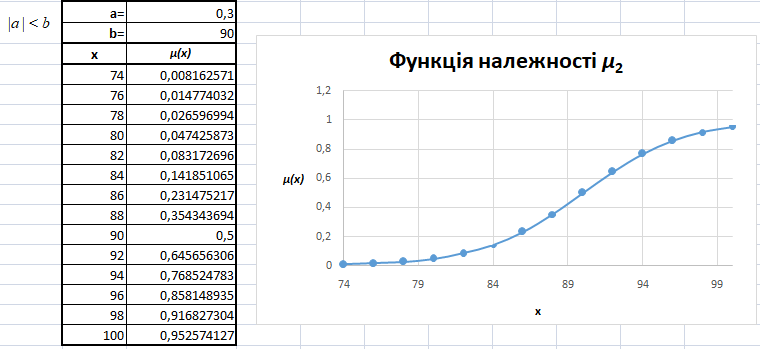 |a| < b
a= 0,3
b= 90
x μ(x)
74 0,008162571
76 0,014774032
78 0,026596994
80 0,047425873
82 0,083172696
84 0,141851065
86 0,231475217
88 0,354343694
90 0,5
92 0,645656306
94 0,768524783
96 0,858148935
98 0,916827304
100 0,952574127
Функція належності μ₂
1,2
1
0,8
0,6
0,4
0,2
0
μ(x)
74 79 84 89 94 99
x